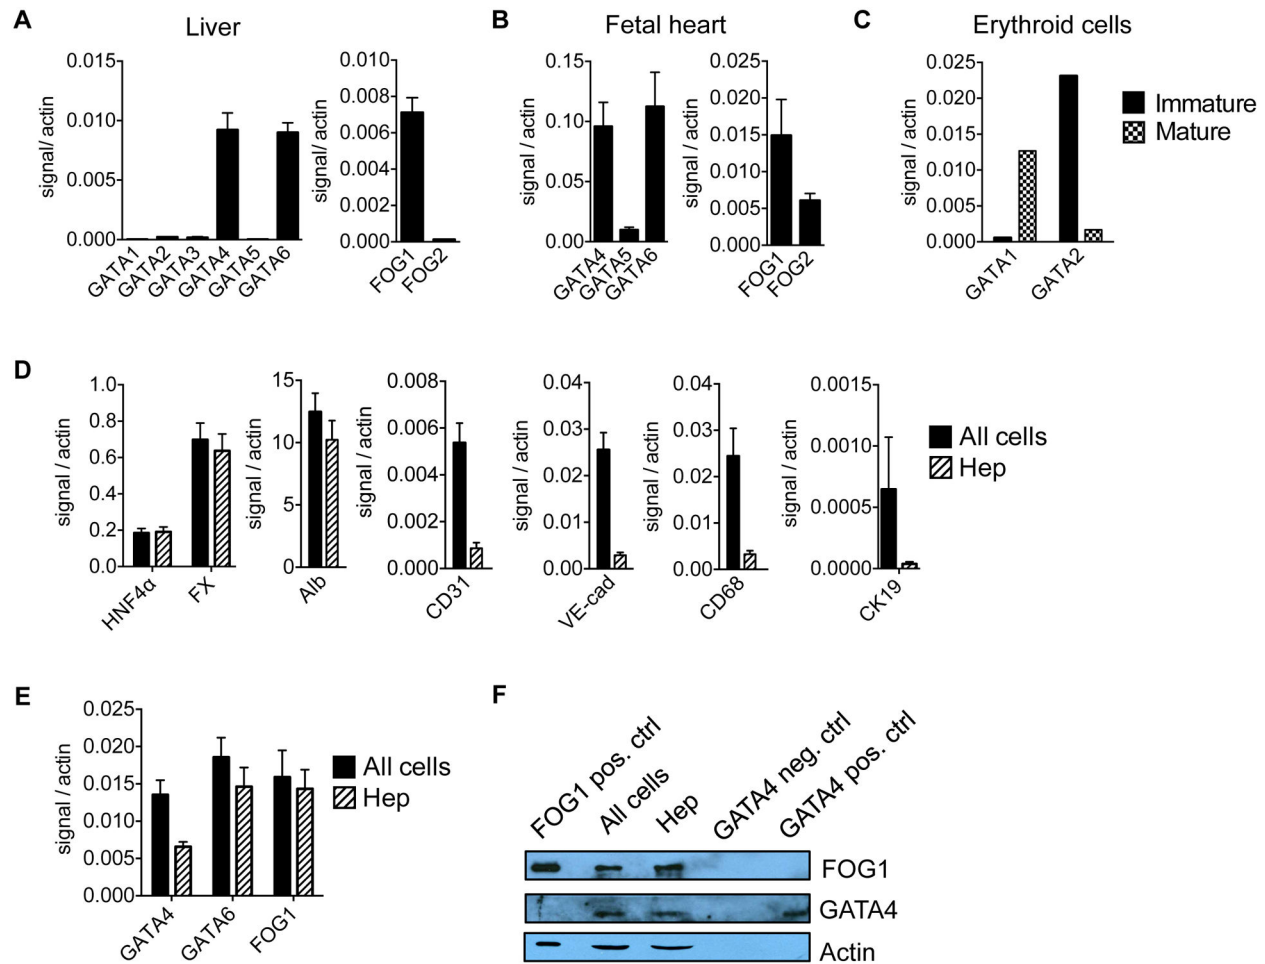 A
Liver
signal/ actin
0.015
0.010
0.005
0.000
GATA1
GATA2
GATA3
GATA4
GATA5
GATA6
signal/ actin
0.010
0.008
0.006
0.004
0.002
0.000
FOG1
FOG2
B
Fetal heart
signal / actin
0.15
0.10
0.05
0.00
GATA4
GATA5
GATA6
signal / actin
0.025
0.020
0.015
0.010
0.005
0.000
FOG1
FOG2
C
Erythroid cells
signal / actin
0.025
0.020
0.015
0.010
0.005
0.000
GATA1
GATA2
Immature
Mature
D
signal / actin
1.0
0.8
0.6
0.4
0.2
0.0
HNF4α
FX
signal / actin
15
10
5
0
Alb
signal / actin
0.008
0.006
0.004
0.002
0.000
CD31
signal / actin
0.04
0.03
0.02
0.01
0.00
VE-cad
signal / actin
0.04
0.03
0.02
0.01
0.00
CD68
signal / actin
0.0015
0.0010
0.0005
0.0000
CK19
All cells
Hep
E
signal / actin
0.025
0.020
0.015
0.010
0.005
0.000
GATA4
GATA6
FOG1
All cells
Hep
F
FOG1 pos. ctrl
All cells
Hep
GATA4 neg. ctrl
GATA4 pos. ctrl
FOG1
GATA4
Actin